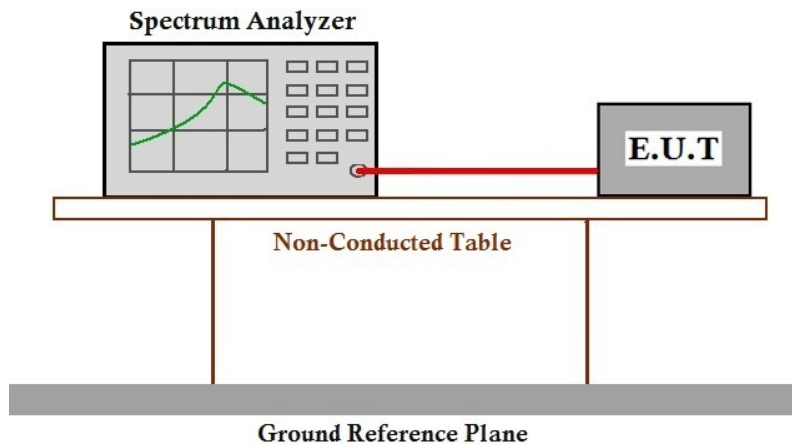 Spectrum Analyzer
E.U.T
Non-Conducted Table
Ground Reference Plane